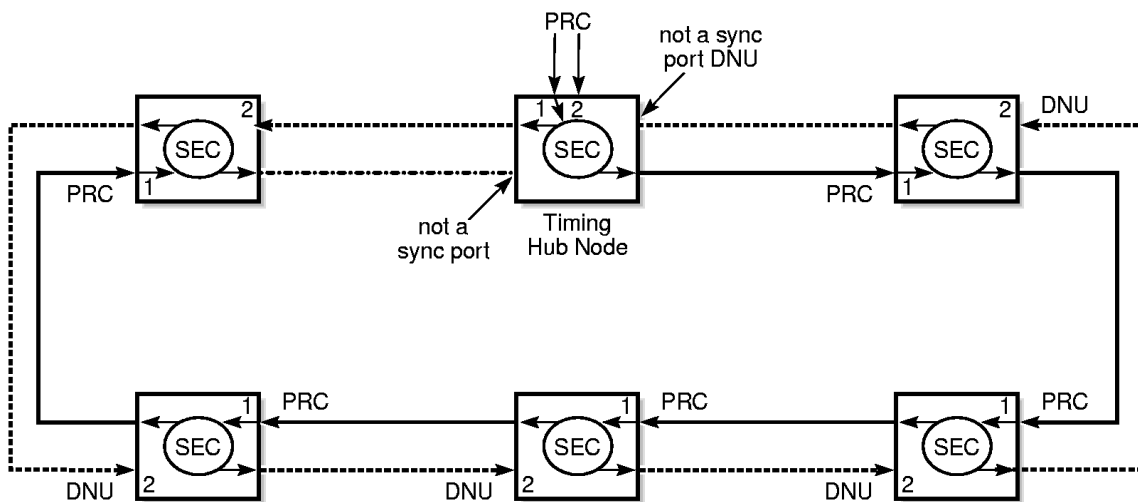 PRC
not a sync
port DNU
1
2
2
2
DNU
SEC
SEC
SEC
PRC
1
PRC
1
not a
sync port
Timing
Hub Node
1
PRC
1
PRC
1
PRC
SEC
SEC
SEC
DNU
2
DNU
2
DNU
2